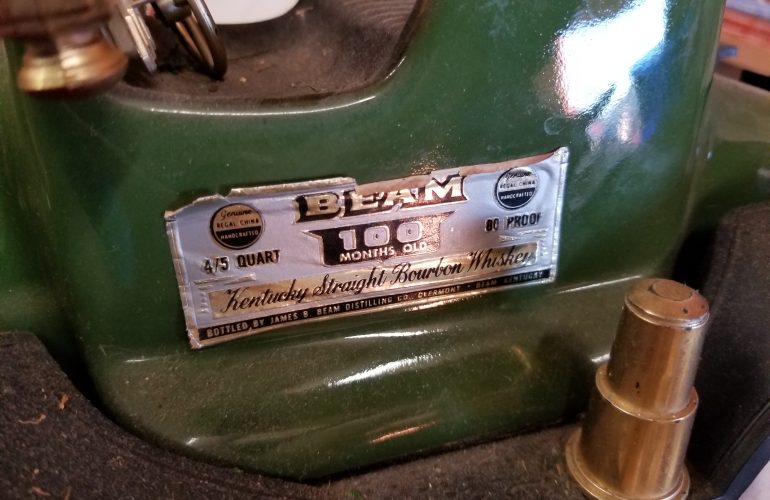 BEAM
Genuine
REGAL CHINA
HANDCRAFTED
Genuine
REGAL CHINA
HANDCRAFTED
100
MONTHS OLD
4/5 QUART
80 PROOF
Kentucky Straight Bourbon Whiskey
BOTTLED BY JAMES B. BEAM DISTILLING CO., CLERMONT • BEAM, KENTUCKY